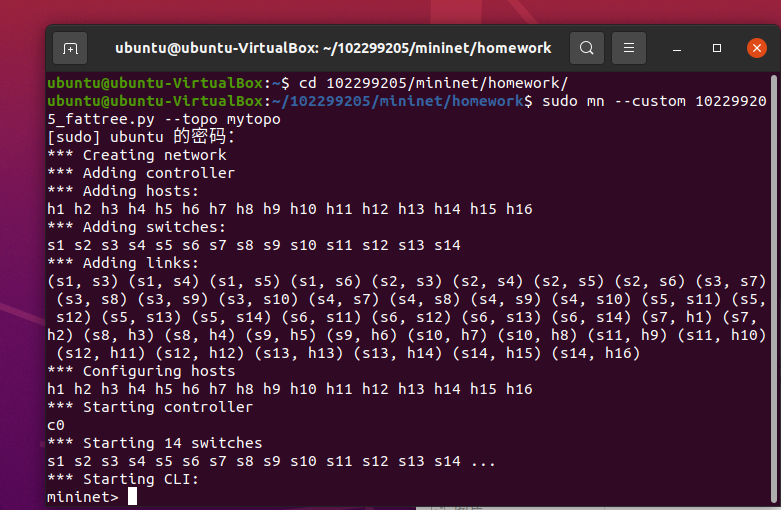 ubuntu@ubuntu-VirtualBox: ~/102299205/mininet/homework
ubuntu@ubuntu-VirtualBox:~$ cd 102299205/mininet/homework/
ubuntu@ubuntu-VirtualBox:~/102299205/mininet/homework$ sudo mn --custom 10229920
5_fattree.py --topo mytopo
[sudo] ubuntu 的密码：
*** Creating network
*** Adding controller
*** Adding hosts:
h1 h2 h3 h4 h5 h6 h7 h8 h9 h10 h11 h12 h13 h14 h15 h16
*** Adding switches:
s1 s2 s3 s4 s5 s6 s7 s8 s9 s10 s11 s12 s13 s14
*** Adding links:
(s1, s3) (s1, s4) (s1, s5) (s1, s6) (s2, s3) (s2, s4) (s2, s5) (s2, s6) (s3, s7)
 (s3, s8) (s3, s9) (s3, s10) (s4, s7) (s4, s8) (s4, s9) (s4, s10) (s5, s11) (s5,
 s12) (s5, s13) (s5, s14) (s6, s11) (s6, s12) (s6, s13) (s6, s14) (s7, h1) (s7,
h2) (s8, h3) (s8, h4) (s9, h5) (s9, h6) (s10, h7) (s10, h8) (s11, h9) (s11, h10)
 (s12, h11) (s12, h12) (s13, h13) (s13, h14) (s14, h15) (s14, h16)
*** Configuring hosts
h1 h2 h3 h4 h5 h6 h7 h8 h9 h10 h11 h12 h13 h14 h15 h16
*** Starting controller
c0
*** Starting 14 switches
s1 s2 s3 s4 s5 s6 s7 s8 s9 s10 s11 s12 s13 s14 ...
*** Starting CLI:
mininet>